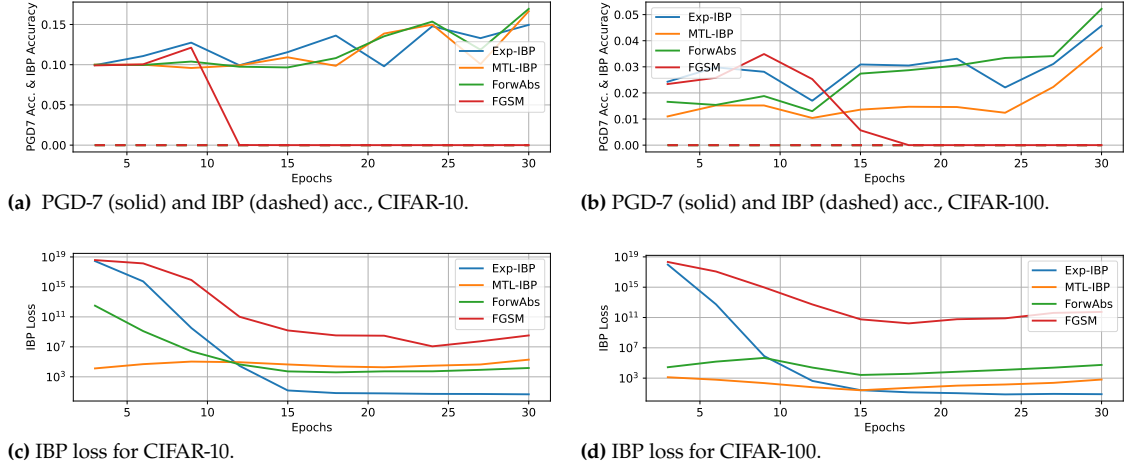 PGD7 Acc. & IBP Accuracy
0.15
0.10
0.05
0.00
5 10 15 20 25 30
Epochs
Exp-IBP
MTL-IBP
ForwAbs
FGSM
(a) PGD-7 (solid) and IBP (dashed) acc., CIFAR-10.
PGD7 Acc. & IBP Accuracy
0.05
0.04
0.03
0.02
0.01
0.00
5 10 15 20 25 30
Epochs
Exp-IBP
MTL-IBP
ForwAbs
FGSM
(b) PGD-7 (solid) and IBP (dashed) acc., CIFAR-100.
IBP Loss
10¹⁹
10¹⁵
10¹¹
10⁷
10³
5 10 15 20 25 30
Epochs
Exp-IBP
MTL-IBP
ForwAbs
FGSM
(c) IBP loss for CIFAR-10.
IBP Loss
10¹⁹
10¹⁵
10¹¹
10⁷
10³
5 10 15 20 25 30
Epochs
Exp-IBP
MTL-IBP
ForwAbs
FGSM
(d) IBP loss for CIFAR-100.